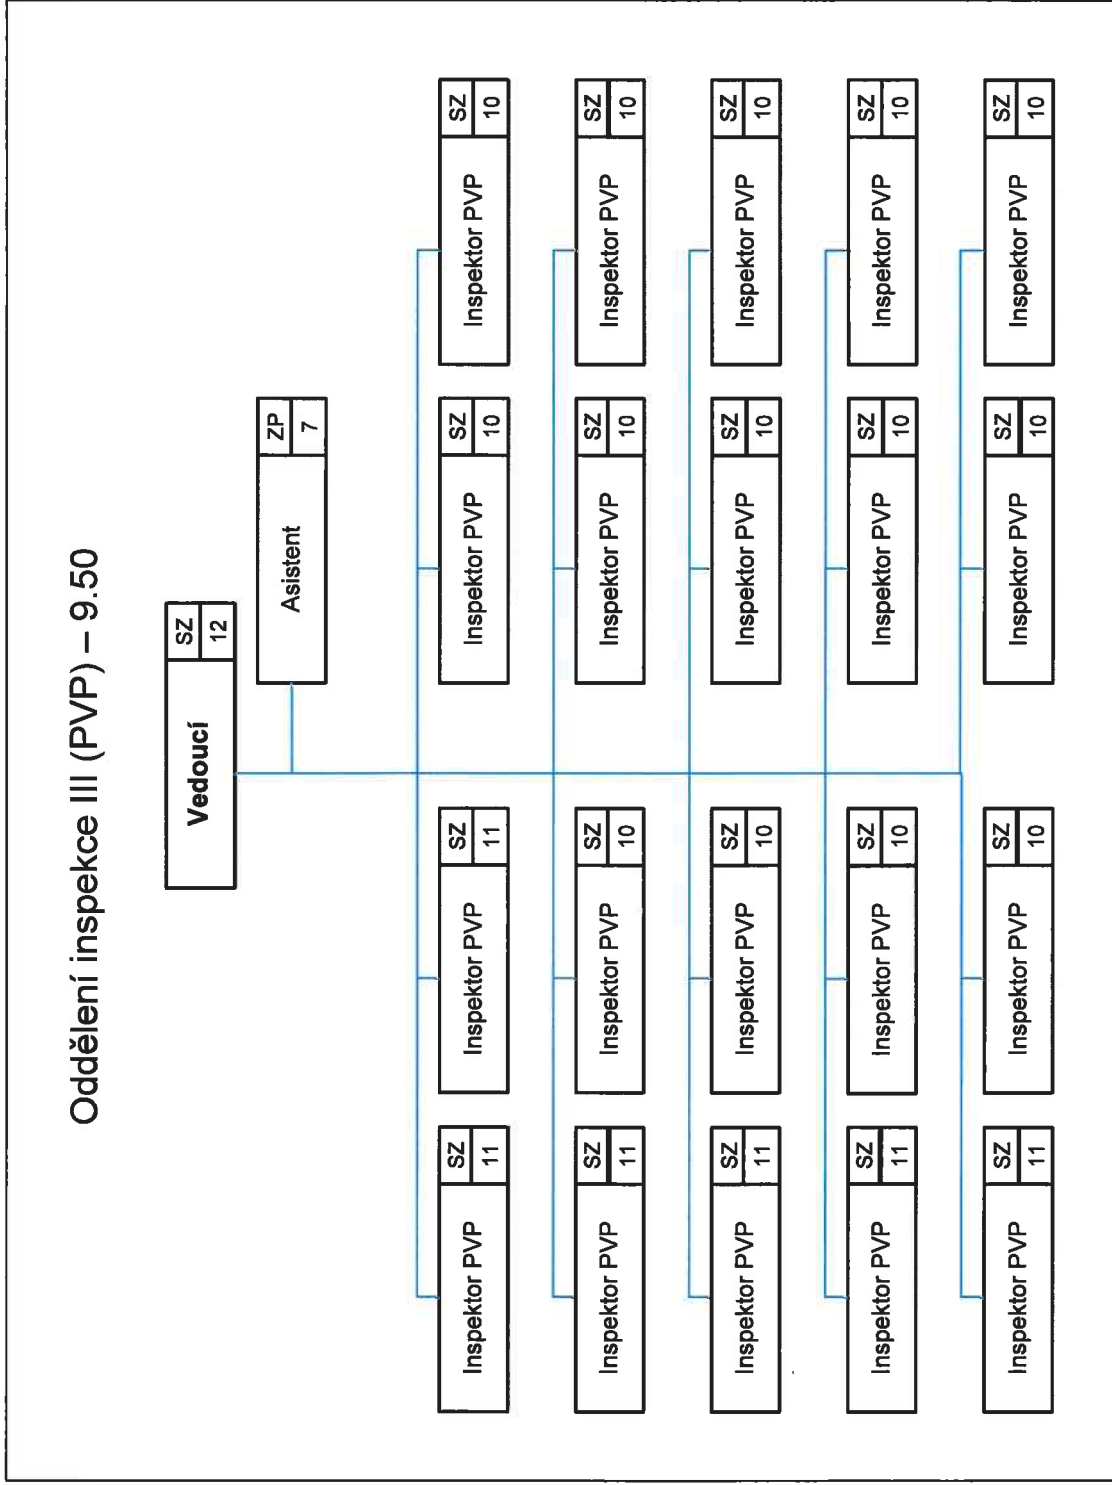 Oddělení inspekce III (PVP) – 9.50
Vedoucí
SZ
12
Asistent
ZP
7
Inspektor PVP
SZ
11
Inspektor PVP
SZ
11
Inspektor PVP
SZ
10
Inspektor PVP
SZ
10
Inspektor PVP
SZ
11
Inspektor PVP
SZ
10
Inspektor PVP
SZ
10
Inspektor PVP
SZ
10
Inspektor PVP
SZ
11
Inspektor PVP
SZ
10
Inspektor PVP
SZ
10
Inspektor PVP
SZ
10
Inspektor PVP
SZ
11
Inspektor PVP
SZ
10
Inspektor PVP
SZ
10
Inspektor PVP
SZ
10
Inspektor PVP
SZ
11
Inspektor PVP
SZ
10
Inspektor PVP
SZ
10
Inspektor PVP
SZ
10